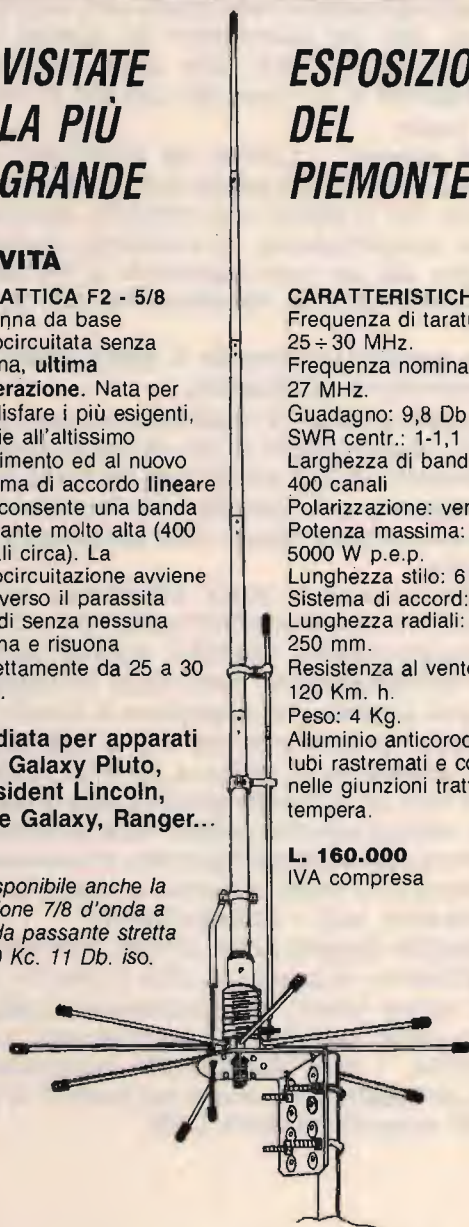 VISITATE
LA PIÙ
GRANDE
VITÀ
ATTICA F2 - 5/8
nna da base
ocircuitata senza
na, ultima
erazione. Nata per
disfare i più esigenti,
ie all'altissimo
imento ed al nuovo
ma di accordo lineare
consente una banda
ante molto alta (400
li circa). La
ocircuitazione avviene
verso il parassita
di senza nessuna
na e risuona
ettamente da 25 a 30
.
diata per apparati
Galaxy Pluto,
sident Lincoln,
e Galaxy, Ranger...
sponibile anche la
ione 7/8 d'onda a
da passante stretta
0 Kc. 11 Db. iso.
ESPOSIZIO
DEL
PIEMONTE
CARATTERISTICH
Frequenza di taratu
25÷30 MHz.
Frequenza nomina
27 MHz.
Guadagno: 9,8 Db
SWR centr.: 1-1,1
Larghezza di band
400 canali
Polarizzazione: ver
Potenza massima:
5000 W p.e.p.
Lunghezza stilo: 6
Sistema di accord:
Lunghezza radiali:
250 mm.
Resistenza al vento
120 Km. h.
Peso: 4 Kg.
Alluminio anticoroc
tubi rastremati e co
nelle giunzioni tratt
tempera.
L. 160.000
IVA compresa